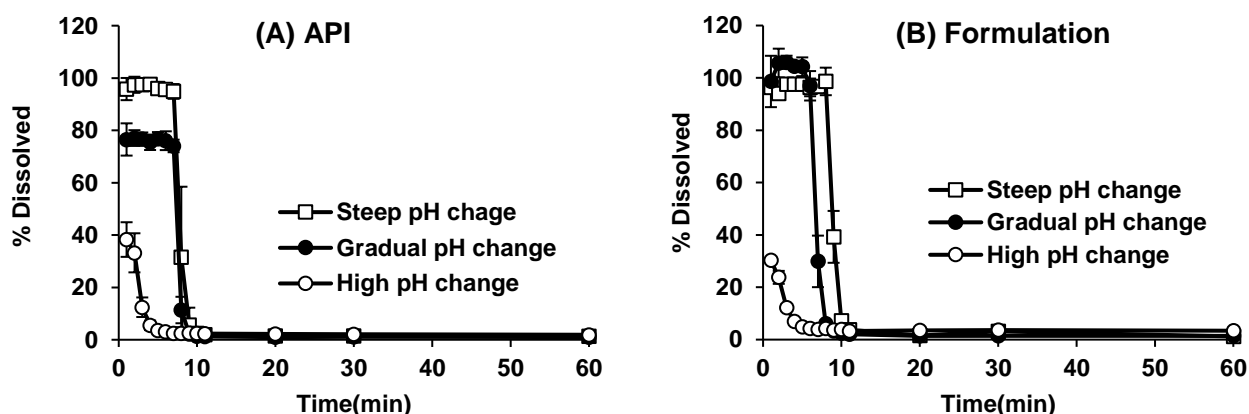 (A) API
120
100
80
60
40
20
0
% Dissolved
Steep pH chage
Gradual pH change
High pH change
0 10 20 30 40 50 60
Time(min)
(B) Formulation
120
100
80
60
40
20
0
% Dissolved
Steep pH change
Gradual pH change
High pH change
0 10 20 30 40 50 60
Time(min)